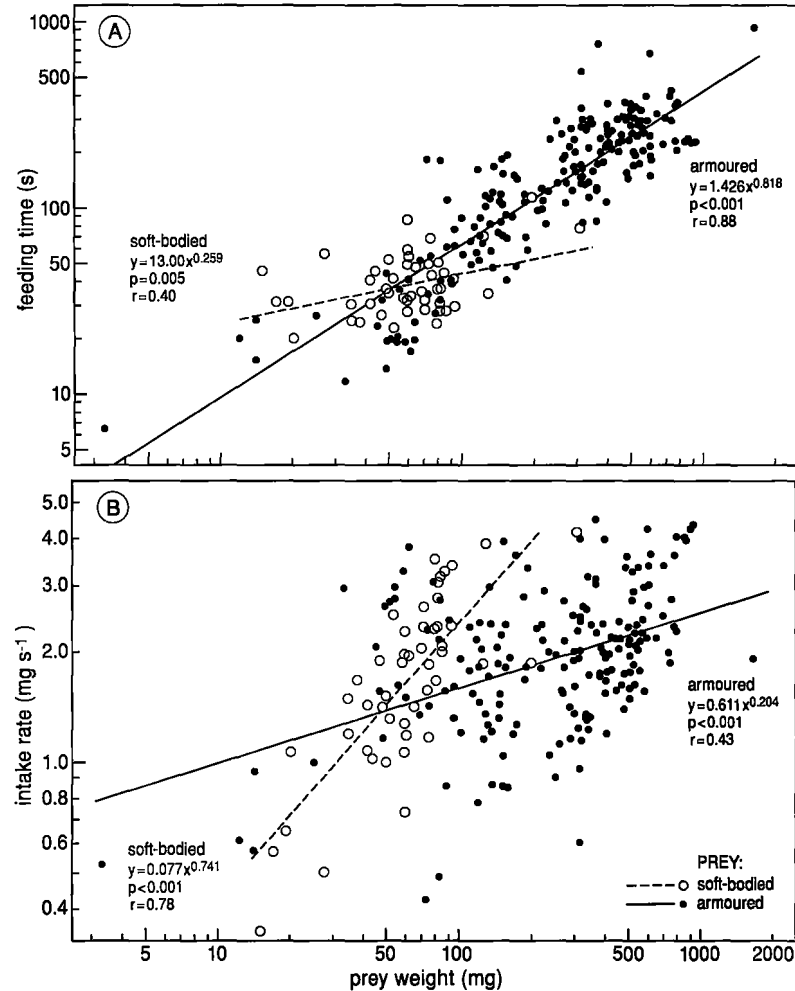 A
1000
500
100
50
10
5
feeding time (s)
soft-bodied
y=13.00x^0.259
p=0.005
r=0.40
armoured
y=1.426x^0.818
p<0.001
r=0.88
B
5.0
4.0
3.0
2.0
1.0
0.8
0.6
0.4
intake rate (mg s⁻¹)
armoured
y=0.611x^0.204
p<0.001
r=0.43
soft-bodied
y=0.077x^0.741
p<0.001
r=0.78
PREY:
soft-bodied
armoured
5 10 50 100 500 1000 2000
prey weight (mg)